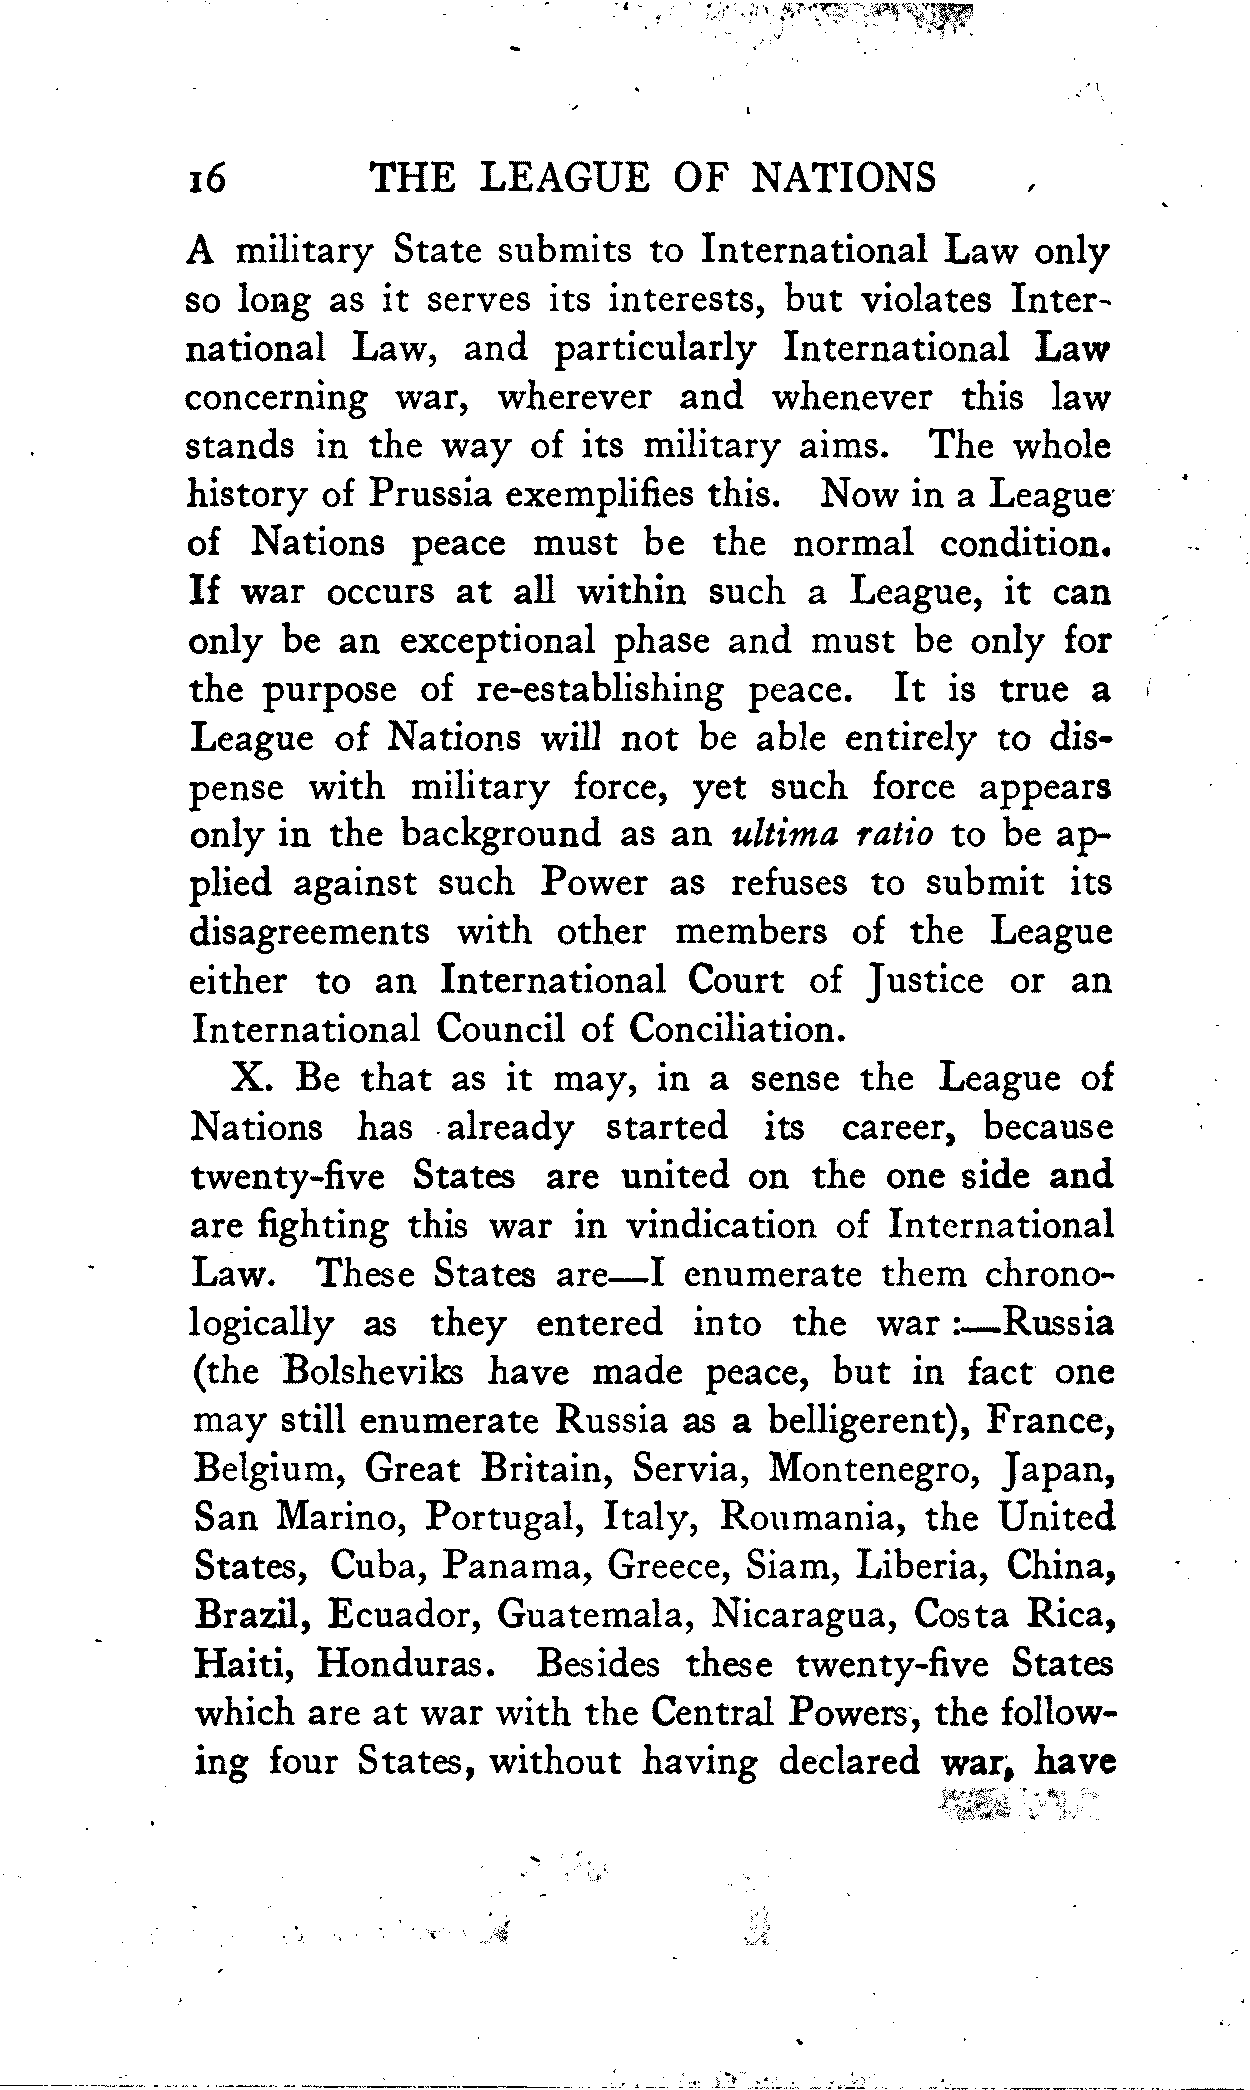 16 THE LEAGUE OF NATIONS
A military State submits to International Law only
so long as it serves its interests, but violates Inter-
national Law, and particularly International Law
concerning war, wherever and whenever this law
stands in the way of its military aims. The whole
history of Prussia exemplifies this. Now in a League
of Nations peace must be the normal condition.
If war occurs at all within such a League, it can
only be an exceptional phase and must be only for
the purpose of re-establishing peace. It is true a
League of Nations will not be able entirely to dis-
pense with military force, yet such force appears
only in the background as an ultima ratio to be ap-
plied against such Power as refuses to submit its
disagreements with other members of the League
either to an International Court of Justice or an
International Council of Conciliation.
X. Be that as it may, in a sense the League of
Nations has already started its career, because
twenty-five States are united on the one side and
are fighting this war in vindication of International
Law. These States are—I enumerate them chrono-
logically as they entered into the war :—Russia
(the Bolsheviks have made peace, but in fact one
may still enumerate Russia as a belligerent), France,
Belgium, Great Britain, Servia, Montenegro, Japan,
San Marino, Portugal, Italy, Roumania, the United
States, Cuba, Panama, Greece, Siam, Liberia, China,
Brazil, Ecuador, Guatemala, Nicaragua, Costa Rica,
Haiti, Honduras. Besides these twenty-five States
which are at war with the Central Powers, the follow-
ing four States, without having declared war, have